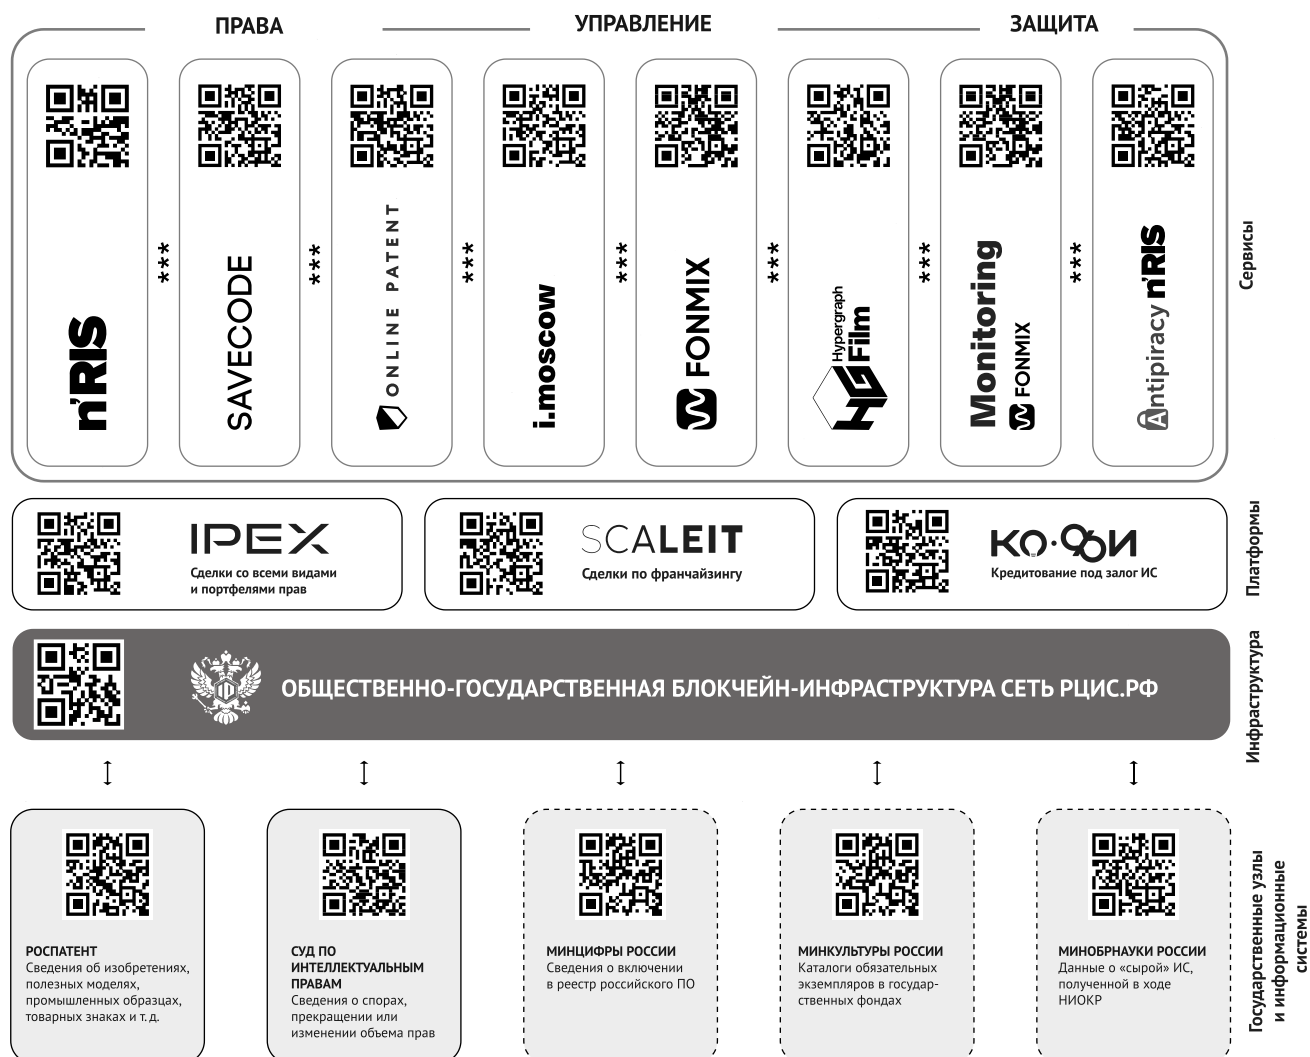 ПРАВА
УПРАВЛЕНИЕ
ЗАЩИТА
n'RIS
***
SAVECODE
***
ONLINE PATENT
***
i.moscow
***
FONMIX
***
HG Hypergraph
Film
***
Monitoring
FONMIX
***
Antipiracy n'RIS
Сервисы
IPEX
Сделки со всеми видами
и портфелями прав
SCALEIT
Сделки по франчайзингу
КО·ФИ
Кредитование под залог ИС
Платформы
ОБЩЕСТВЕННО-ГОСУДАРСТВЕННАЯ БЛОКЧЕЙН-ИНФРАСТРУКТУРА СЕТЬ РЦИС.РФ
Инфраструктура
РОСПАТЕНТ
Сведения об изобретениях,
полезных моделях,
промышленных образцах,
товарных знаках и т. д.
СУД ПО
ИНТЕЛЛЕКТУАЛЬНЫМ
ПРАВАМ
Сведения о спорах,
прекращении или
изменении объема прав
МИНЦИФРЫ РОССИИ
Сведения о включении
в реестр российского ПО
МИНКУЛЬТУРЫ РОССИИ
Каталоги обязательных
экземпляров в государ-
ственных фондах
МИНОБРНАУКИ РОССИИ
Данные о «сырой» ИС,
полученной в ходе
НИОКР
Государственные узлы
и информационные
системы